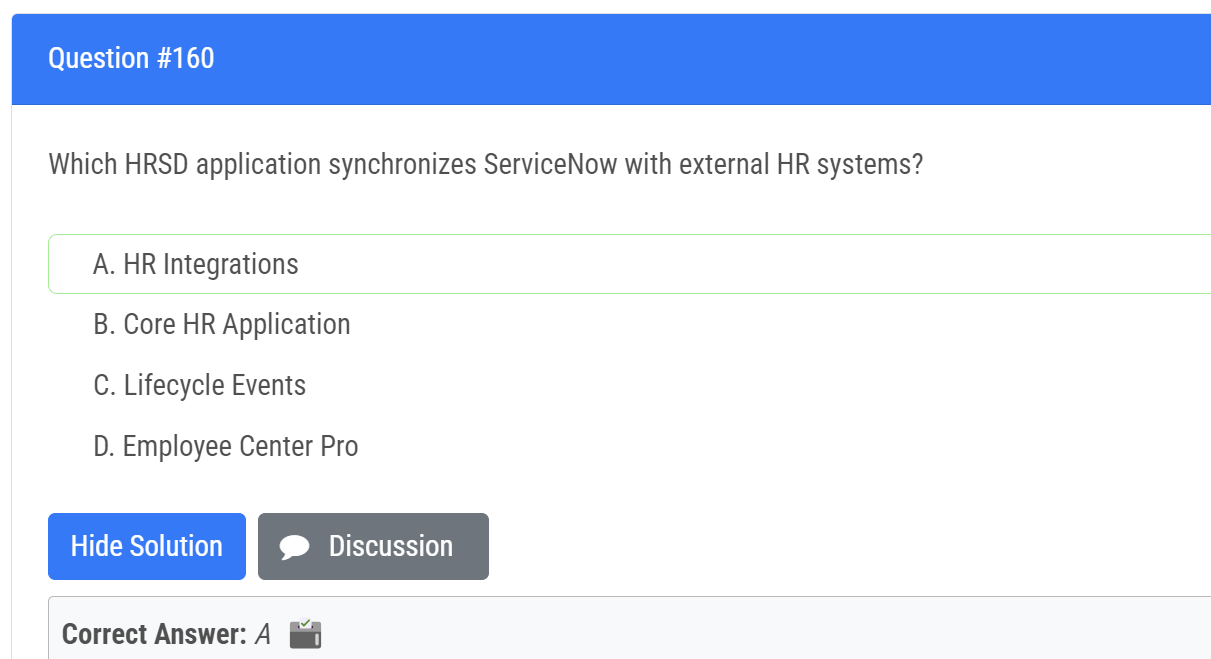 Question #160
Which HRSD application synchronizes ServiceNow with external HR systems?
A. HR Integrations
B. Core HR Application
C. Lifecycle Events
D. Employee Center Pro
Hide Solution
Discussion
Correct Answer: A